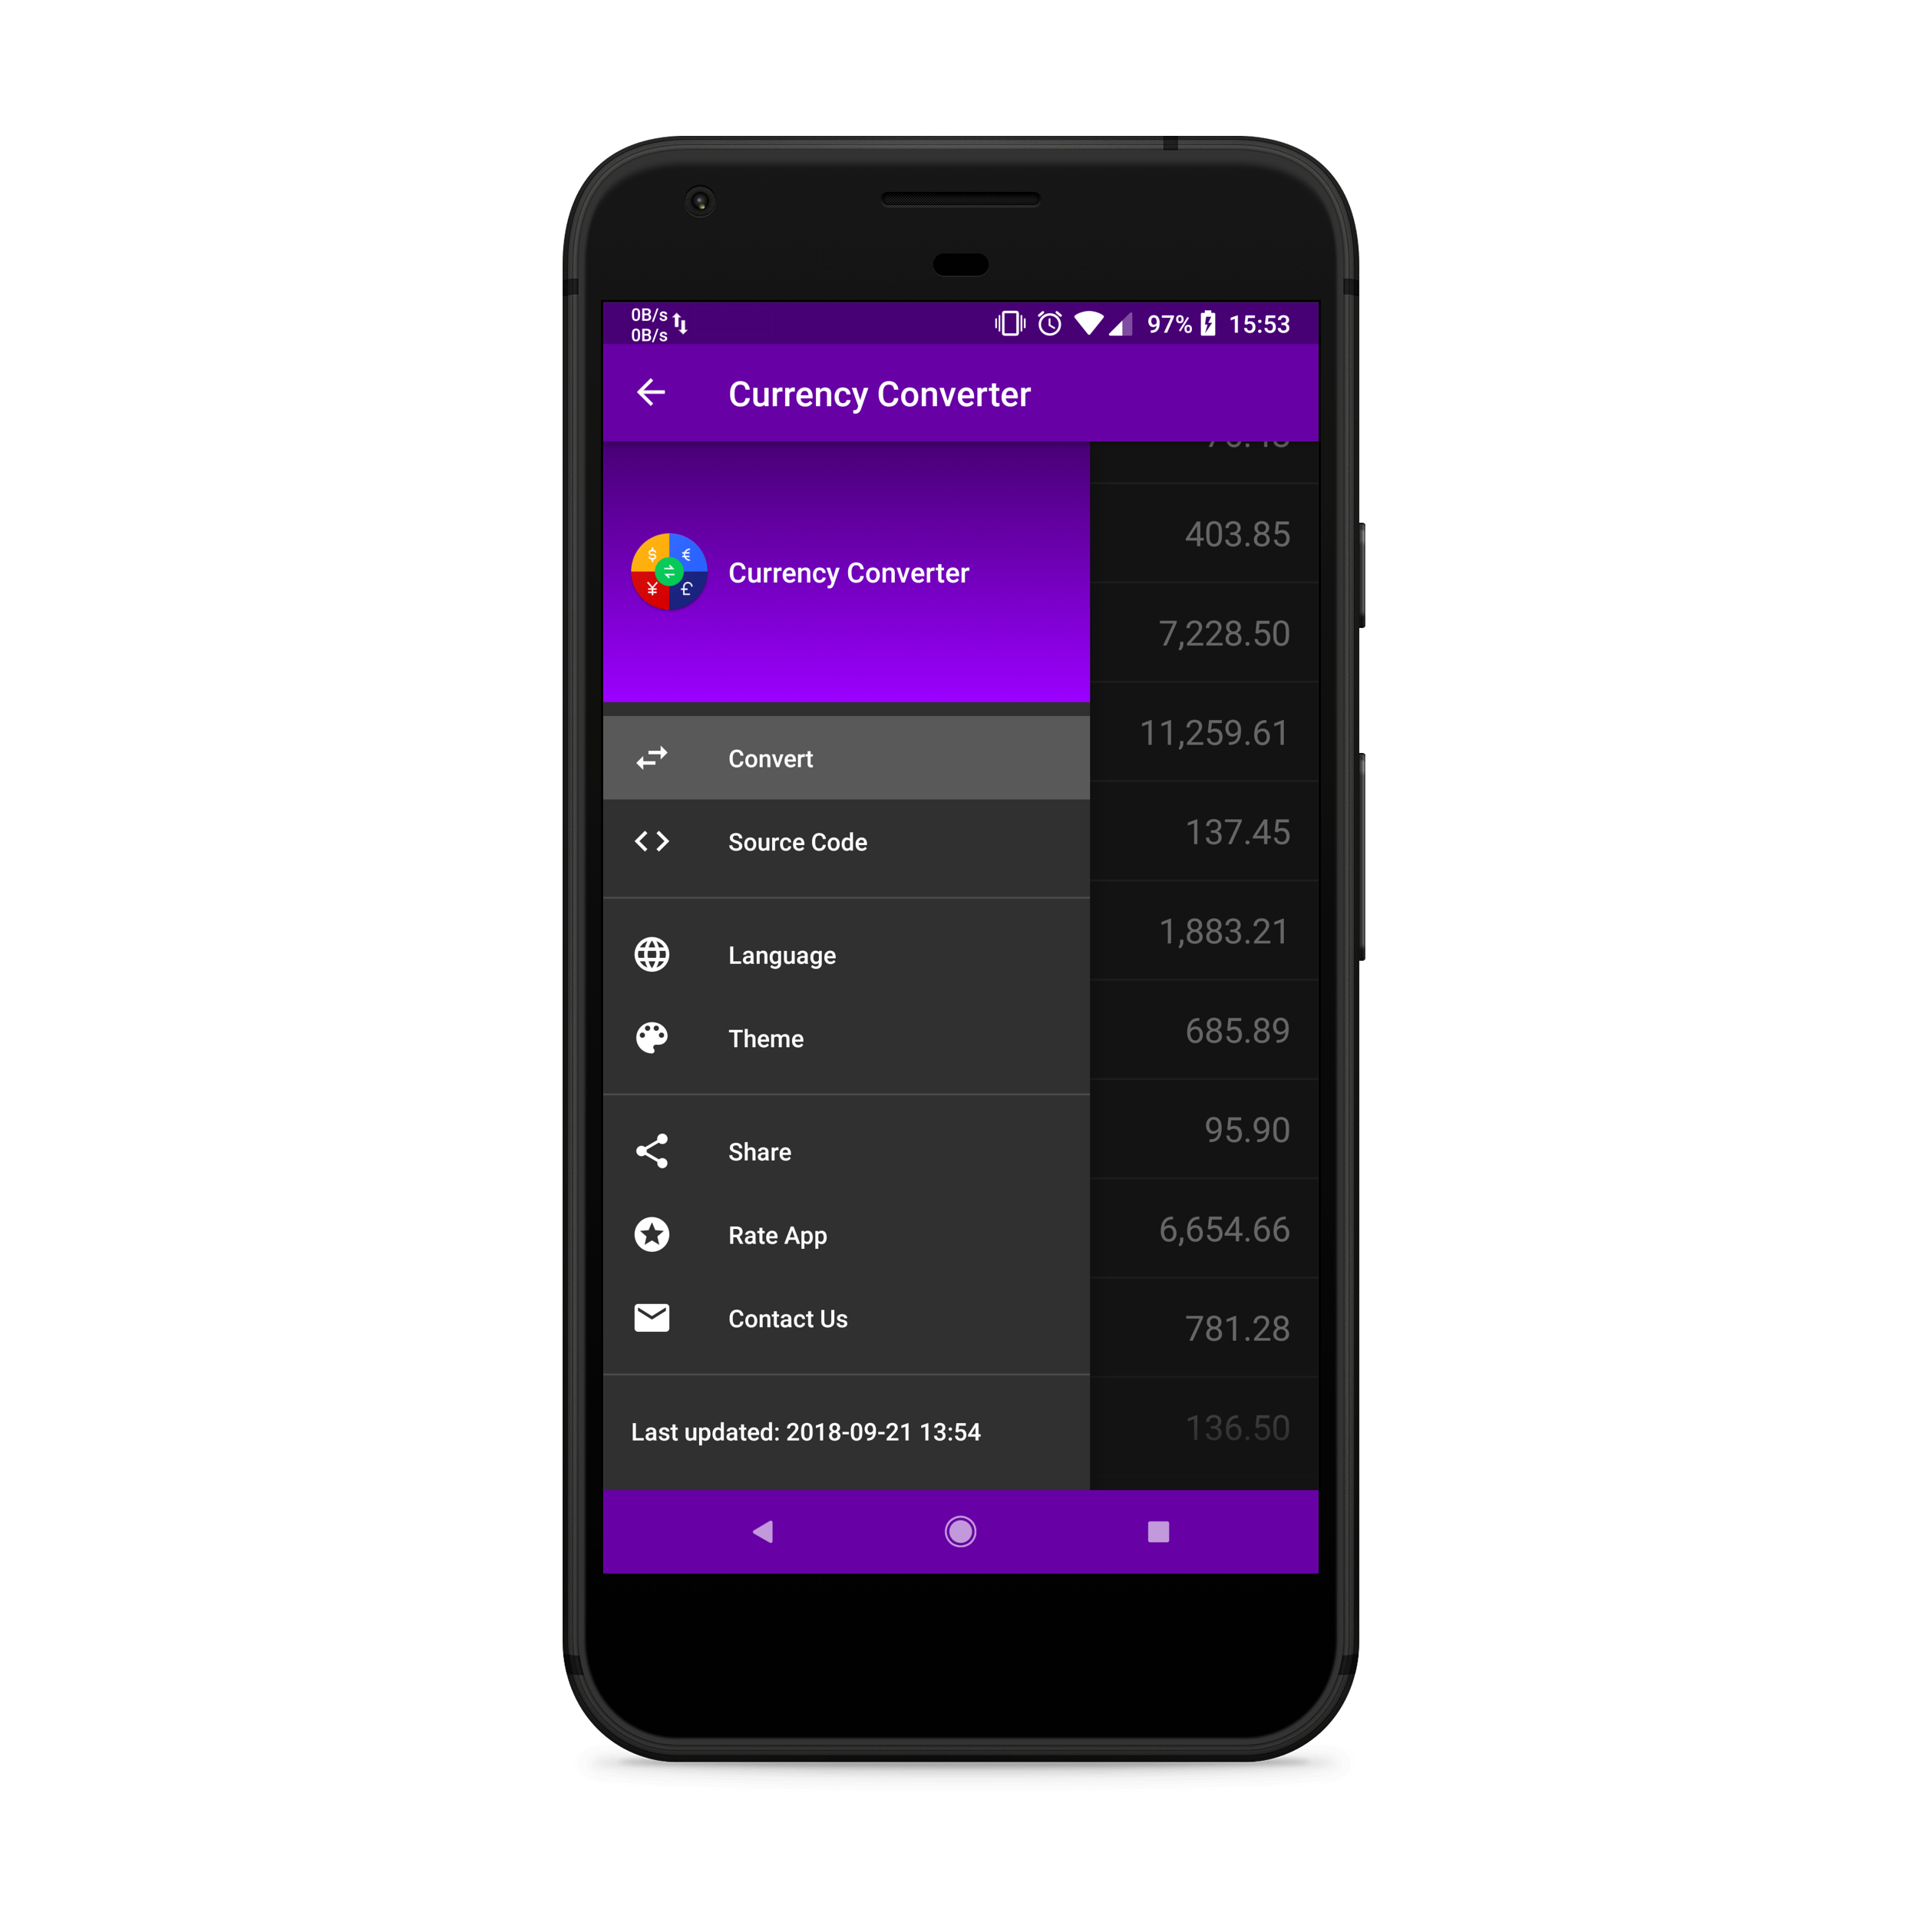 0B/s
0B/s
97% 15:53
Currency Converter
$ €
¥ £
Currency Converter
403.85
7,228.50
11,259.61
Convert
137.45
Source Code
1,883.21
Language
685.89
Theme
95.90
Share
6,654.66
Rate App
781.28
Contact Us
136.50
Last updated: 2018-09-21 13:54